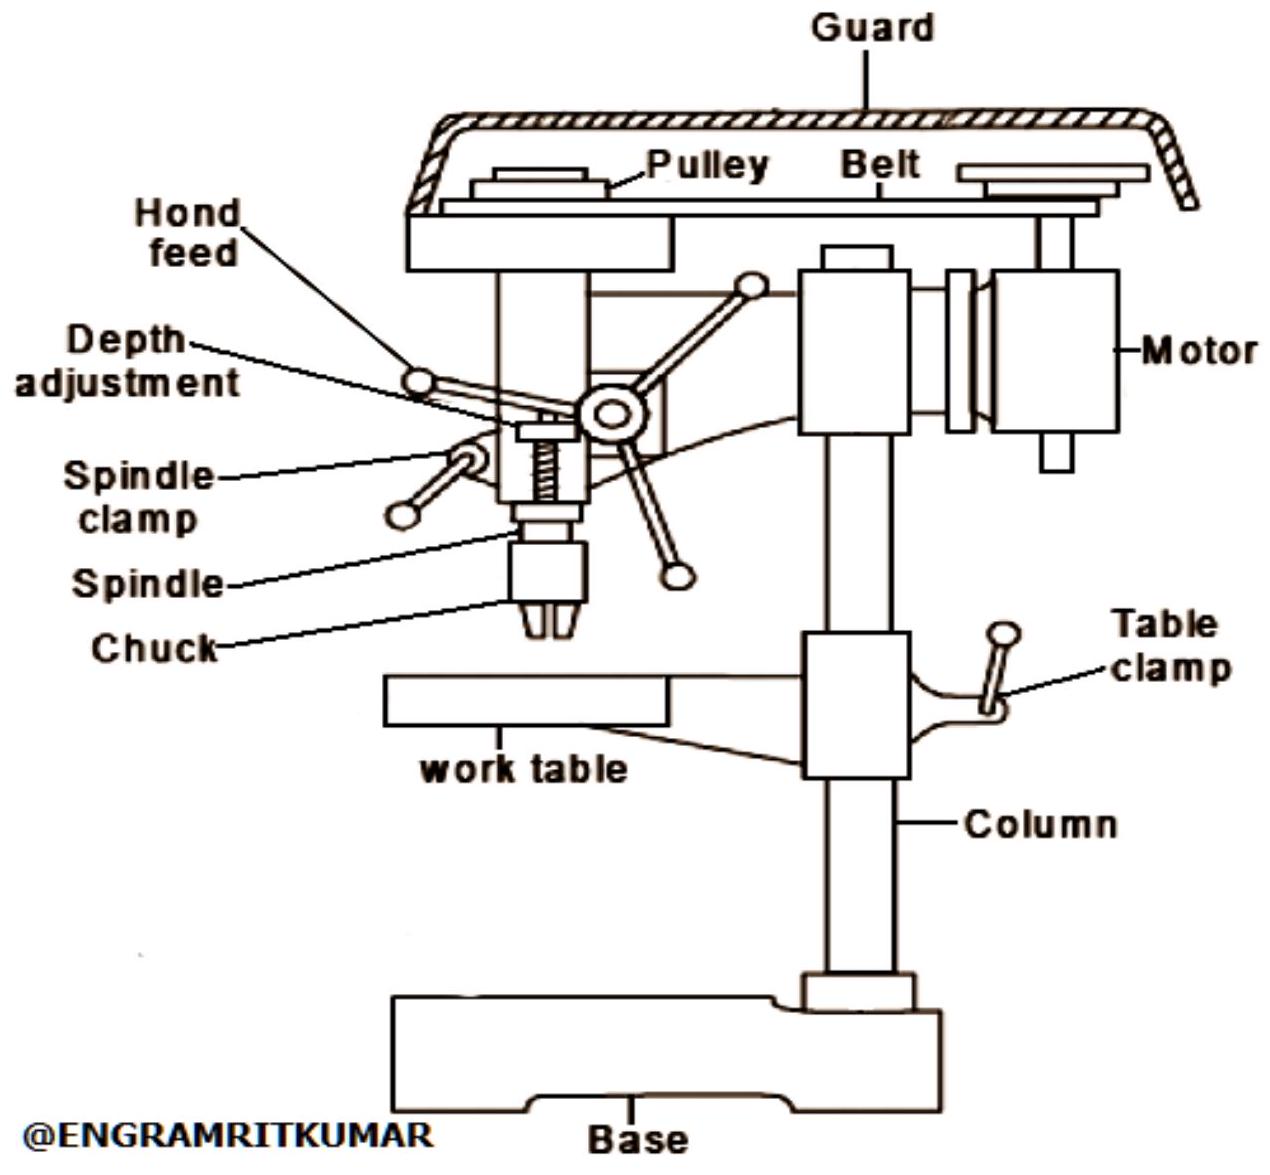 Guard
Pulley
Belt
Hond
feed
Depth
adjustment
Motor
Spindle
clamp
Spindle
Chuck
Table
clamp
work table
Column
@ENGRAMRITKUMAR
Base